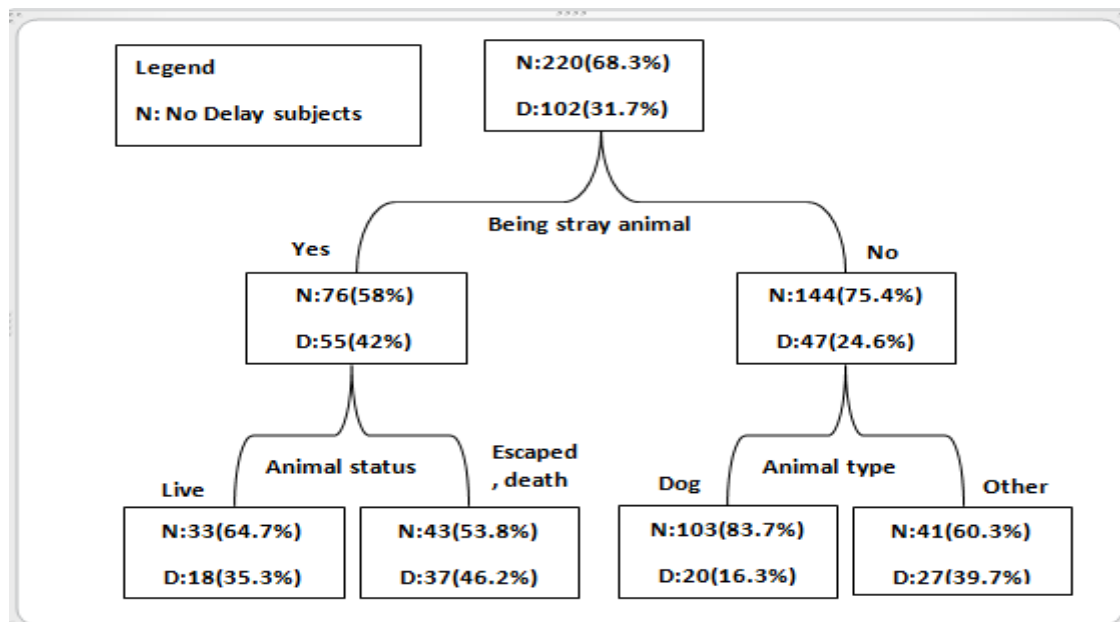 Legend
N: No Delay subjects
N:220(68.3%)
D:102(31.7%)
Being stray animal
Yes
No
N:76(58%)
D:55(42%)
N:144(75.4%)
D:47(24.6%)
Animal status
Live
Escaped
, death
Animal type
Dog
Other
N:33(64.7%)
D:18(35.3%)
N:43(53.8%)
D:37(46.2%)
N:103(83.7%)
D:20(16.3%)
N:41(60.3%)
D:27(39.7%)